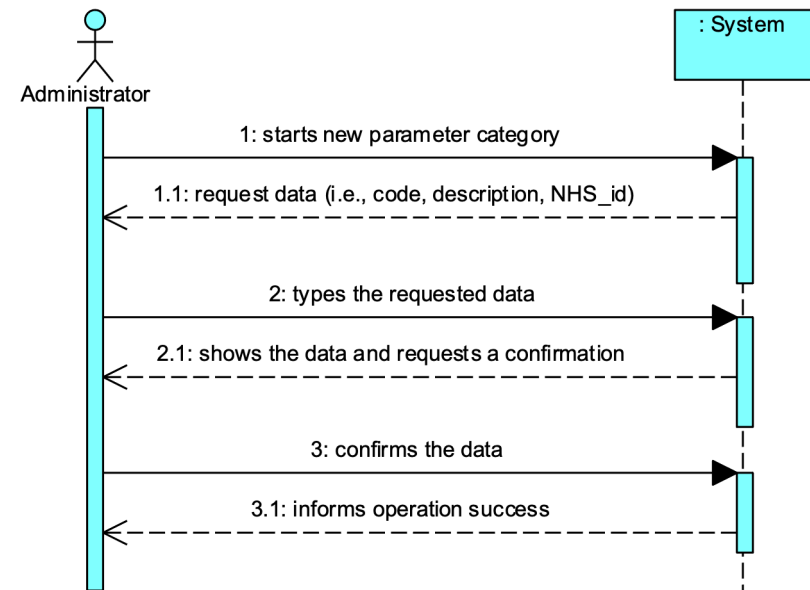 : System
Administrator
1: starts new parameter category
1.1: request data (i.e., code, description, NHS_id)
2: types the requested data
2.1: shows the data and requests a confirmation
3: confirms the data
3.1: informs operation success